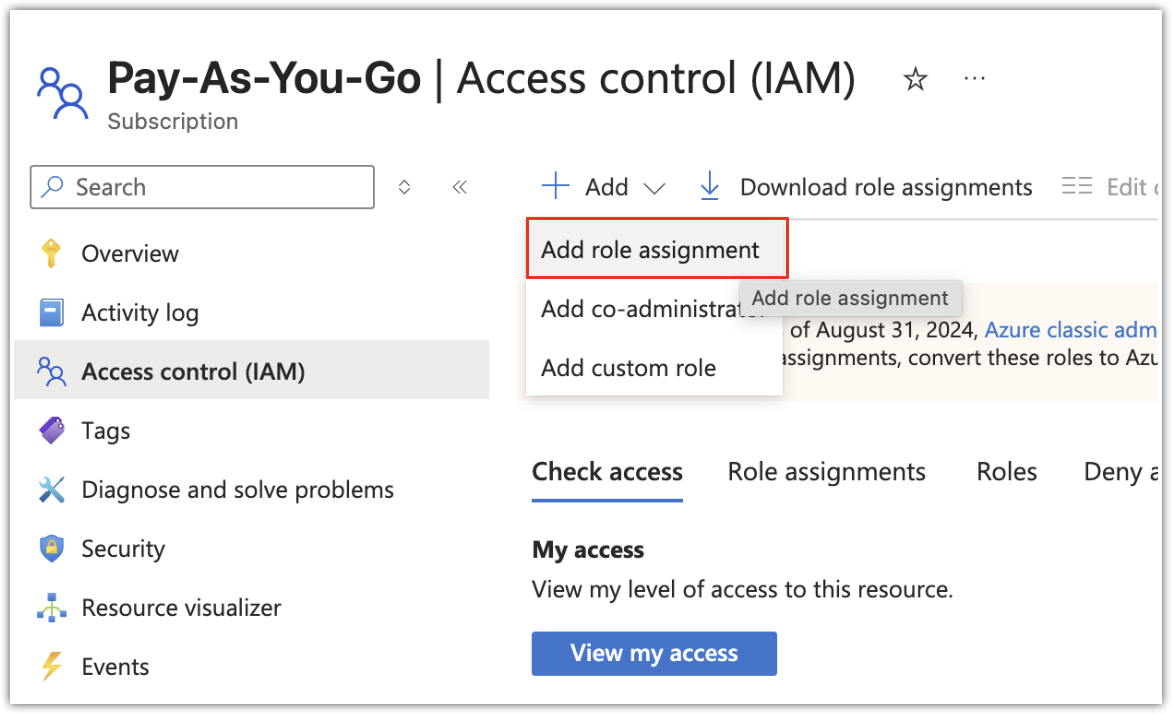 Pay-As-You-Go | Access control (IAM)
Subscription
Search
Overview
Activity log
Access control (IAM)
Tags
Diagnose and solve problems
Security
Resource visualizer
Events
Add
Download role assignments
Edit
Add role assignment
Add co-administrator
Add custom role
Add role assignment
of August 31, 2024, Azure classic adm
assignments, convert these roles to Azu
Check access
Role assignments
Roles
Deny a
My access
View my level of access to this resource.
View my access